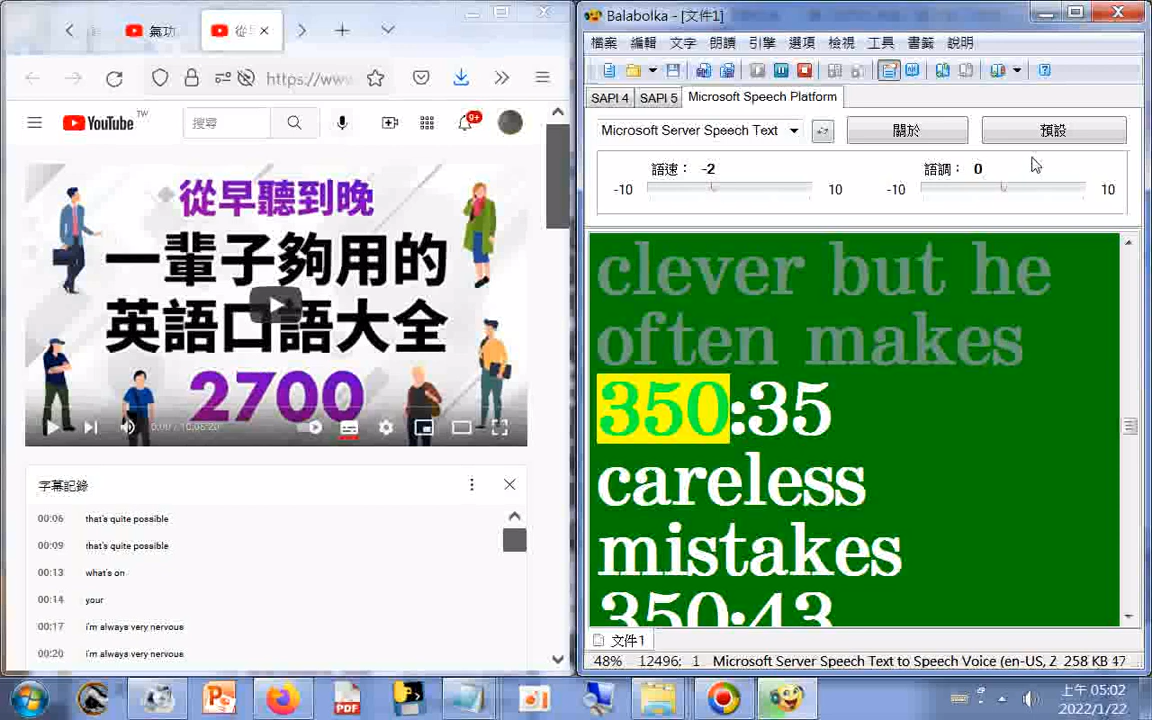 氣功
從!
https://www.
YouTube TW
搜尋
9+
從早聽到晚
一輩子夠用的
英語口語大全
2700
0:00 / 10:05:20
字幕記錄
00:06 that's quite possible
00:09 that's quite possible
00:13 what's on
00:14 your
00:17 i'm always very nervous
00:20 i'm always very nervous
Balabolka - [文件1]
檔案 編輯 文字 朗讀 引擎 選項 檢視 工具 書籤 說明
SAPI 4 SAPI 5 Microsoft Speech Platform
Microsoft Server Speech Text
關於
預設
語速： -2
語調： 0
-10 10 -10 10
clever but he
often makes
350:35
careless
mistakes
350:43
文件1
48% 12496: 1 Microsoft Server Speech Text to Speech Voice (en-US, Z 258 KB 47
PDF
上午 05:02
2022/1/22